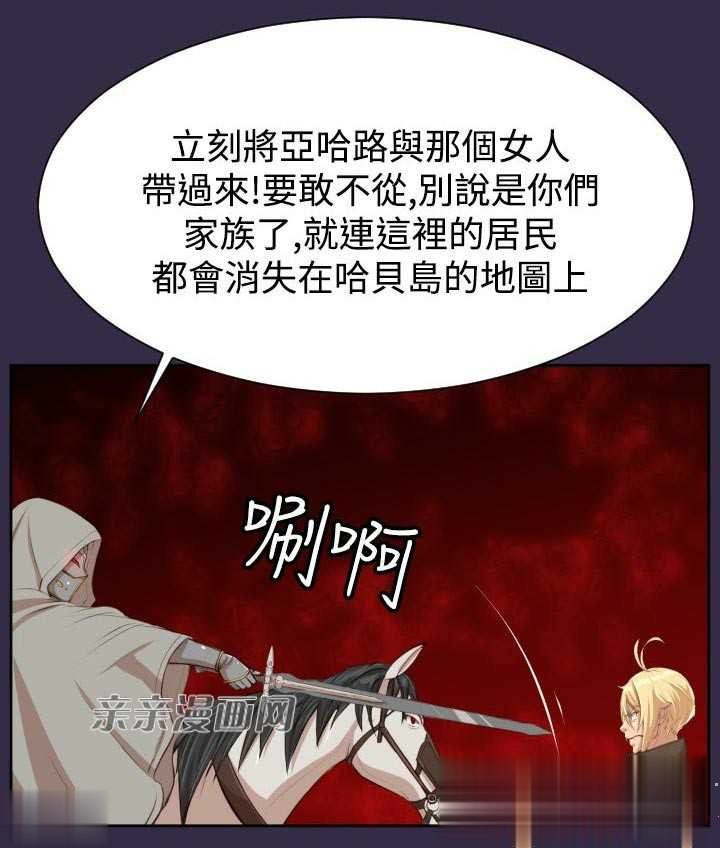 立刻將亞哈路與那個女人
帶過來!要敢不從,別說是你們
家族了,就連這裡的居民
都會消失在哈貝島的地圖上
唰啊
亲亲漫画网